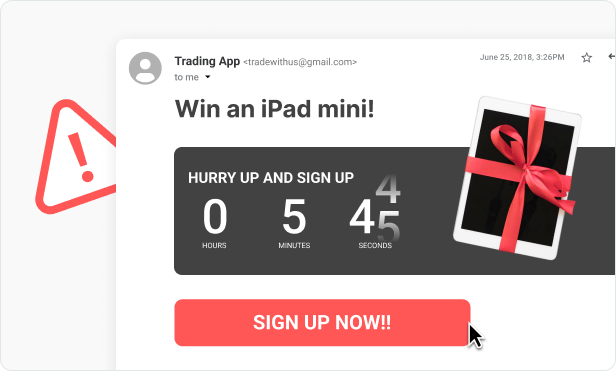 Trading App <tradewithus@gmail.com>
June 25, 2018, 3:26PM
to me
Win an iPad mini!
HURRY UP AND SIGN UP
0 5 4
4
5
HOURS MINUTES SECONDS
SIGN UP NOW!!